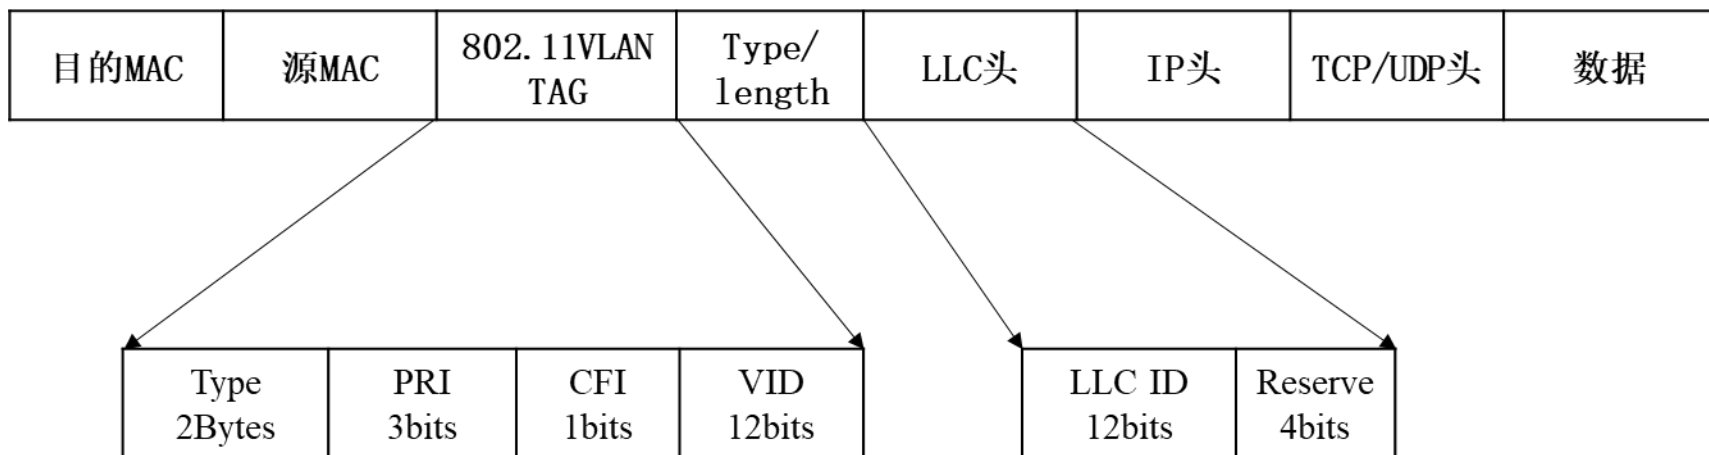 目的MAC
源MAC
802.11VLAN
TAG
Type/
length
LLC头
IP头
TCP/UDP头
数据
Type
2Bytes
PRI
3bits
CFI
1bits
VID
12bits
LLC ID
12bits
Reserve
4bits